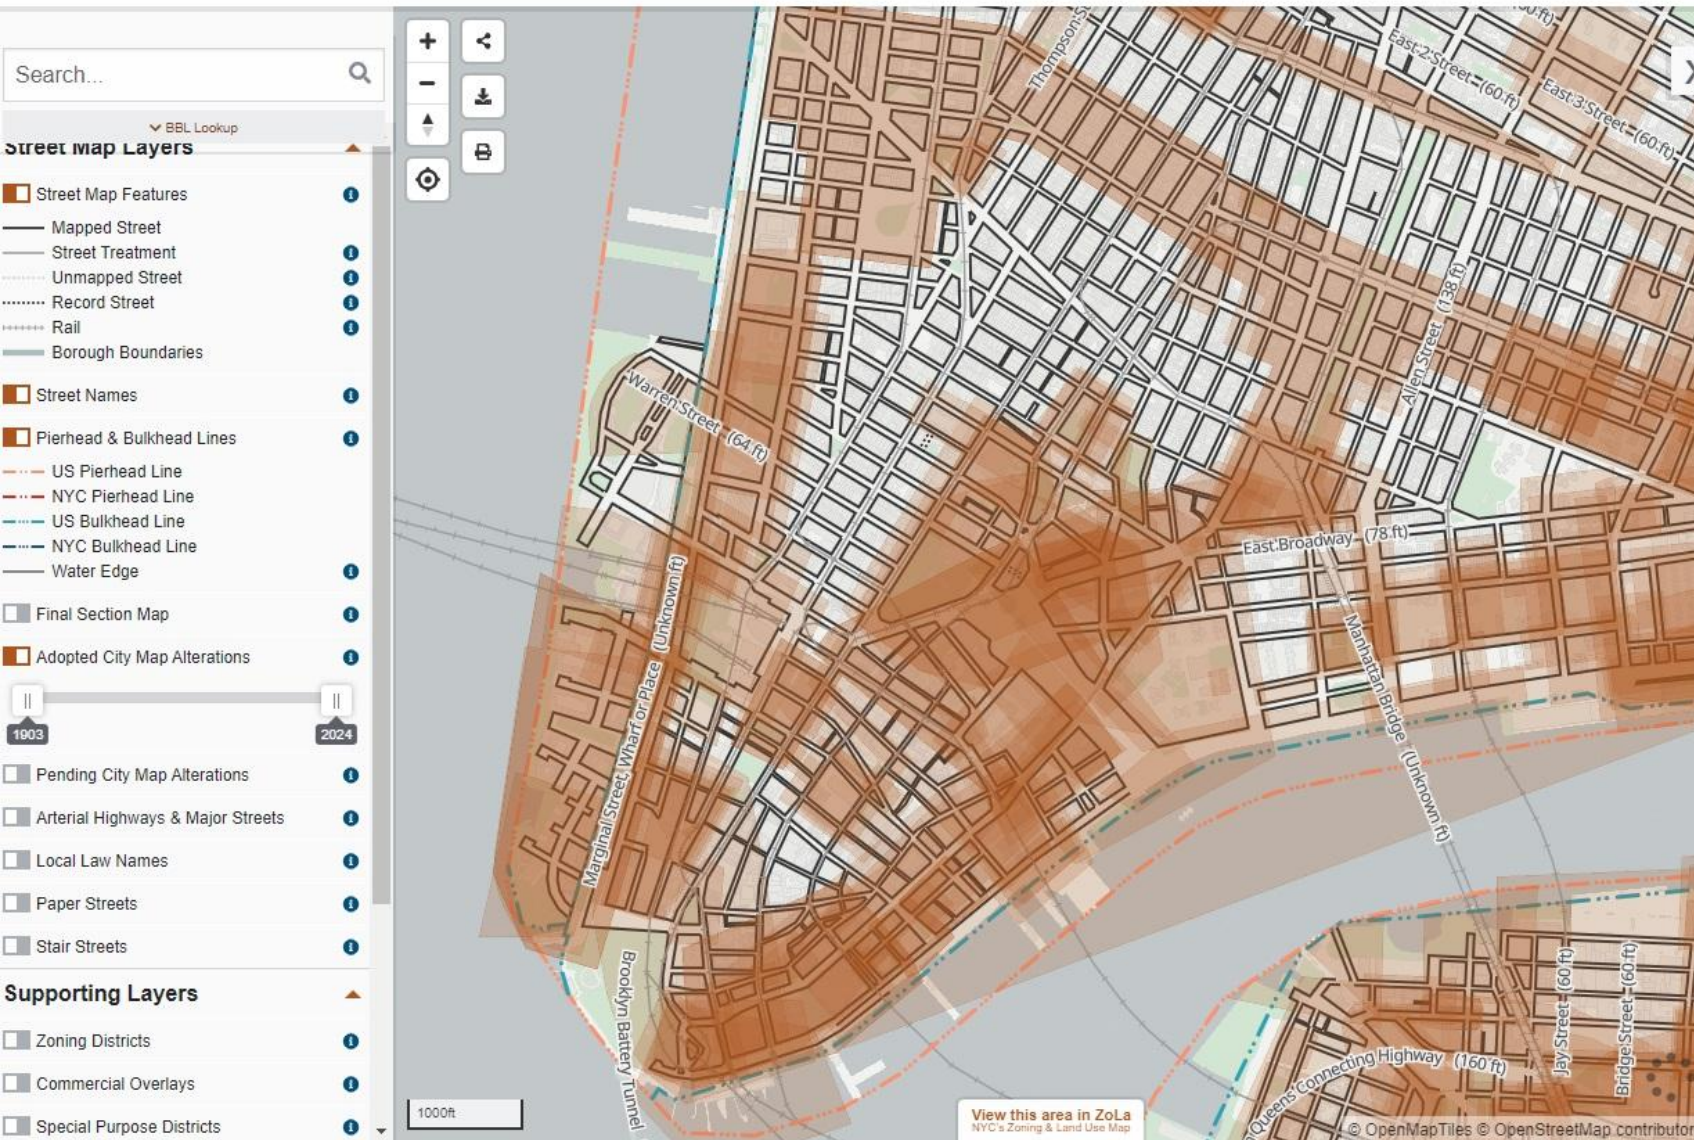 Search...
BBL Lookup
Street Map Layers
Street Map Features
Mapped Street
Street Treatment
Unmapped Street
Record Street
Rail
Borough Boundaries
Street Names
Pierhead & Bulkhead Lines
US Pierhead Line
NYC Pierhead Line
US Bulkhead Line
NYC Bulkhead Line
Water Edge
Final Section Map
Adopted City Map Alterations
1903
2024
Pending City Map Alterations
Arterial Highways & Major Streets
Local Law Names
Paper Streets
Stair Streets
Supporting Layers
Zoning Districts
Commercial Overlays
Special Purpose Districts
Thompson S
0 ft)
East 2 Street (60 ft)
East 3 Street (60 ft)
Allen Street (138 ft)
Warren Street (64 ft)
East Broadway (78 ft)
Marginal Street, Wharf or Place (Unknown ft)
Manhattan Bridge (Unknown ft)
Brooklyn Battery Tunnel
Jay Street (60 ft)
Bridge Street (60 ft)
Queens Connecting Highway (160 ft)
1000ft
View this area in ZoLa
NYC's Zoning & Land Use Map
© OpenMapTiles © OpenStreetMap contributor